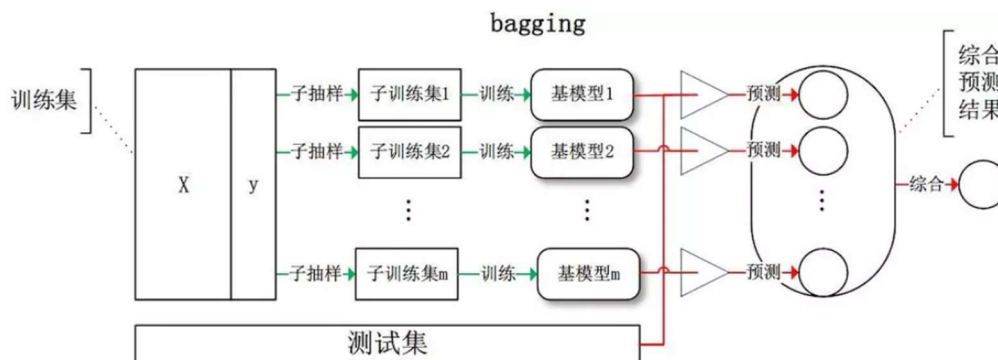 bagging
训练集
X
y
子抽样
子训练集1
训练
基模型1
预测
综合
预测
结果
子抽样
子训练集2
训练
基模型2
预测
综合
子抽样
子训练集m
训练
基模型m
预测
测试集